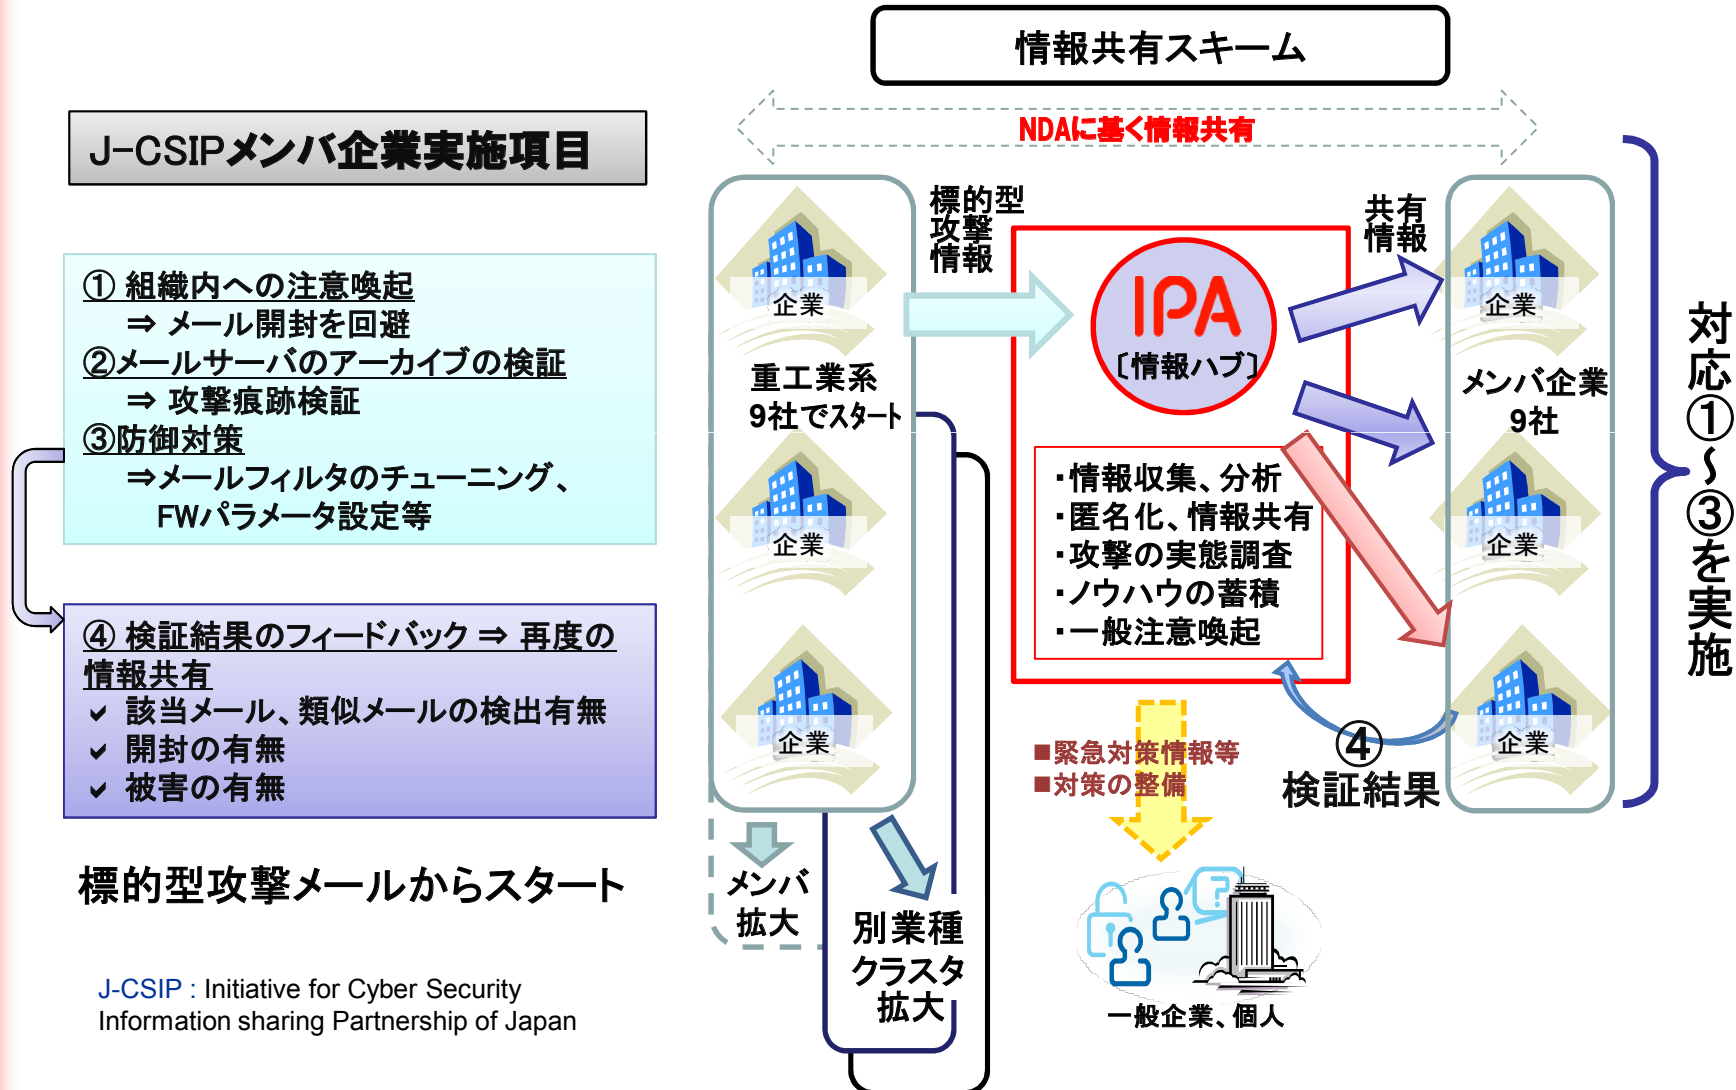 情報共有スキーム
NDAに基く情報共有
J-CSIPメンバ企業実施項目
① 組織内への注意喚起
⇒ メール開封を回避
②メールサーバのアーカイブの検証
⇒ 攻撃痕跡検証
③防御対策
⇒メールフィルタのチューニング、
FWパラメータ設定等
④ 検証結果のフィードバック ⇒ 再度の
情報共有
✓ 該当メール、類似メールの検出有無
✓ 開封の有無
✓ 被害の有無
標的型攻撃メールからスタート
J-CSIP : Initiative for Cyber Security
Information sharing Partnership of Japan
企業
重工業系
9社でスタート
企業
企業
メンバ
拡大
別業種
クラスタ
拡大
標的型
攻撃
情報
IPA
〔情報ハブ〕
・情報収集、分析
・匿名化、情報共有
・攻撃の実態調査
・ノウハウの蓄積
・一般注意喚起
■緊急対策情報等
■対策の整備
?
一般企業、個人
共有
情報
企業
メンバ企業
9社
企業
企業
④
検証結果
対応①～③を実施